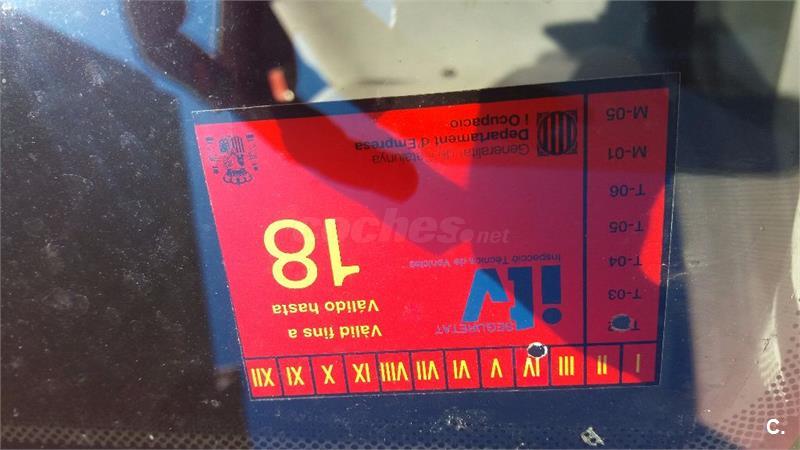 I II III IV V VI VII VIII IX X XI XII
T-03
T-04
T-05
T-06
M-01
M-05
SEGURETAT
itv
Inspecció Tècnica de Vehicles
Vàlid fins a
Válido hasta
18
Generalitat de Catalunya
Departament d'Empresa
i Ocupació
coches.net
C.